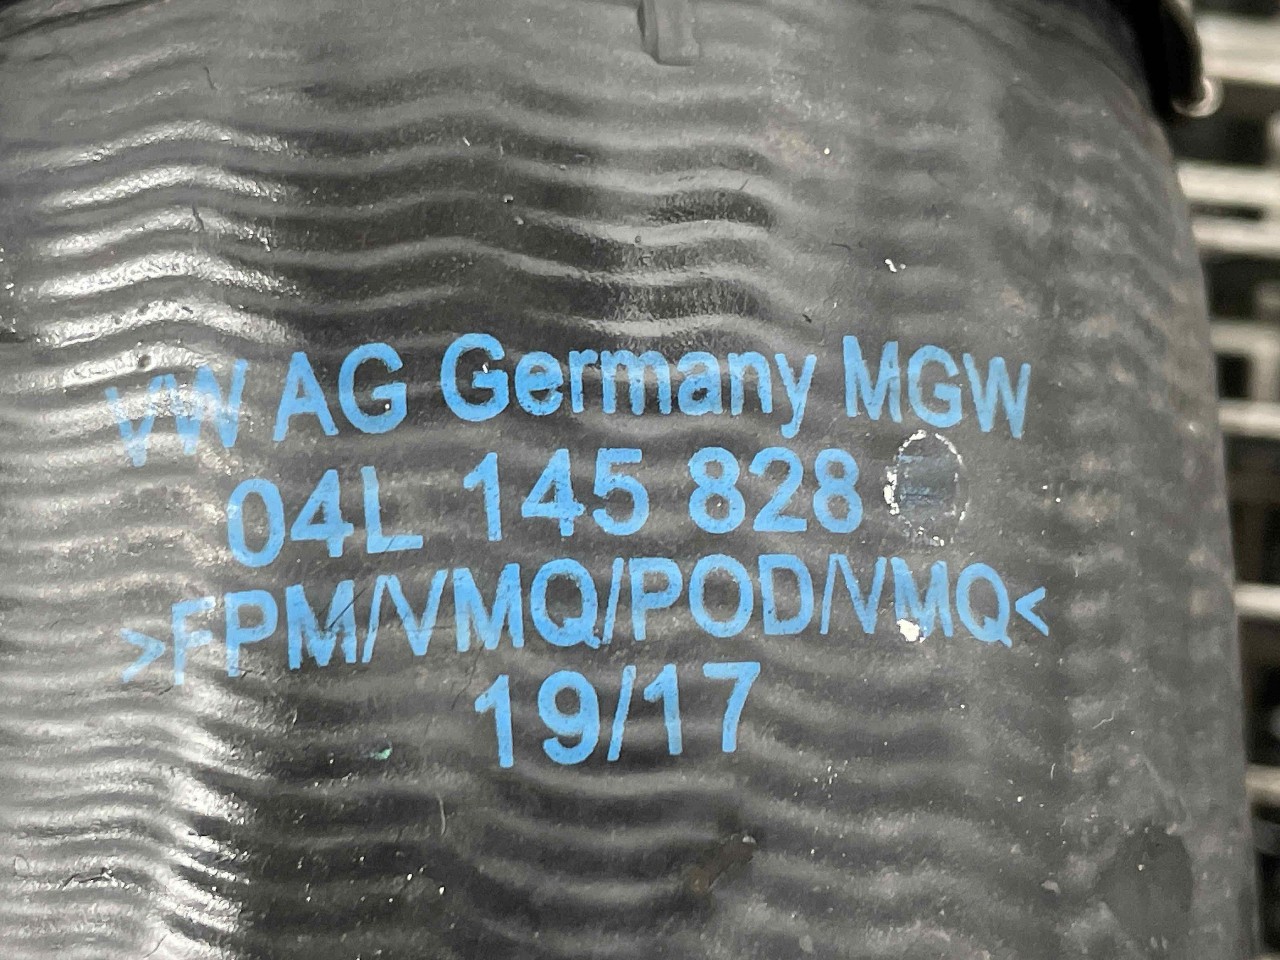 VW AG Germany MGW
04L 145 828
>FPM/VMQ/POD/VMQ<
19/17